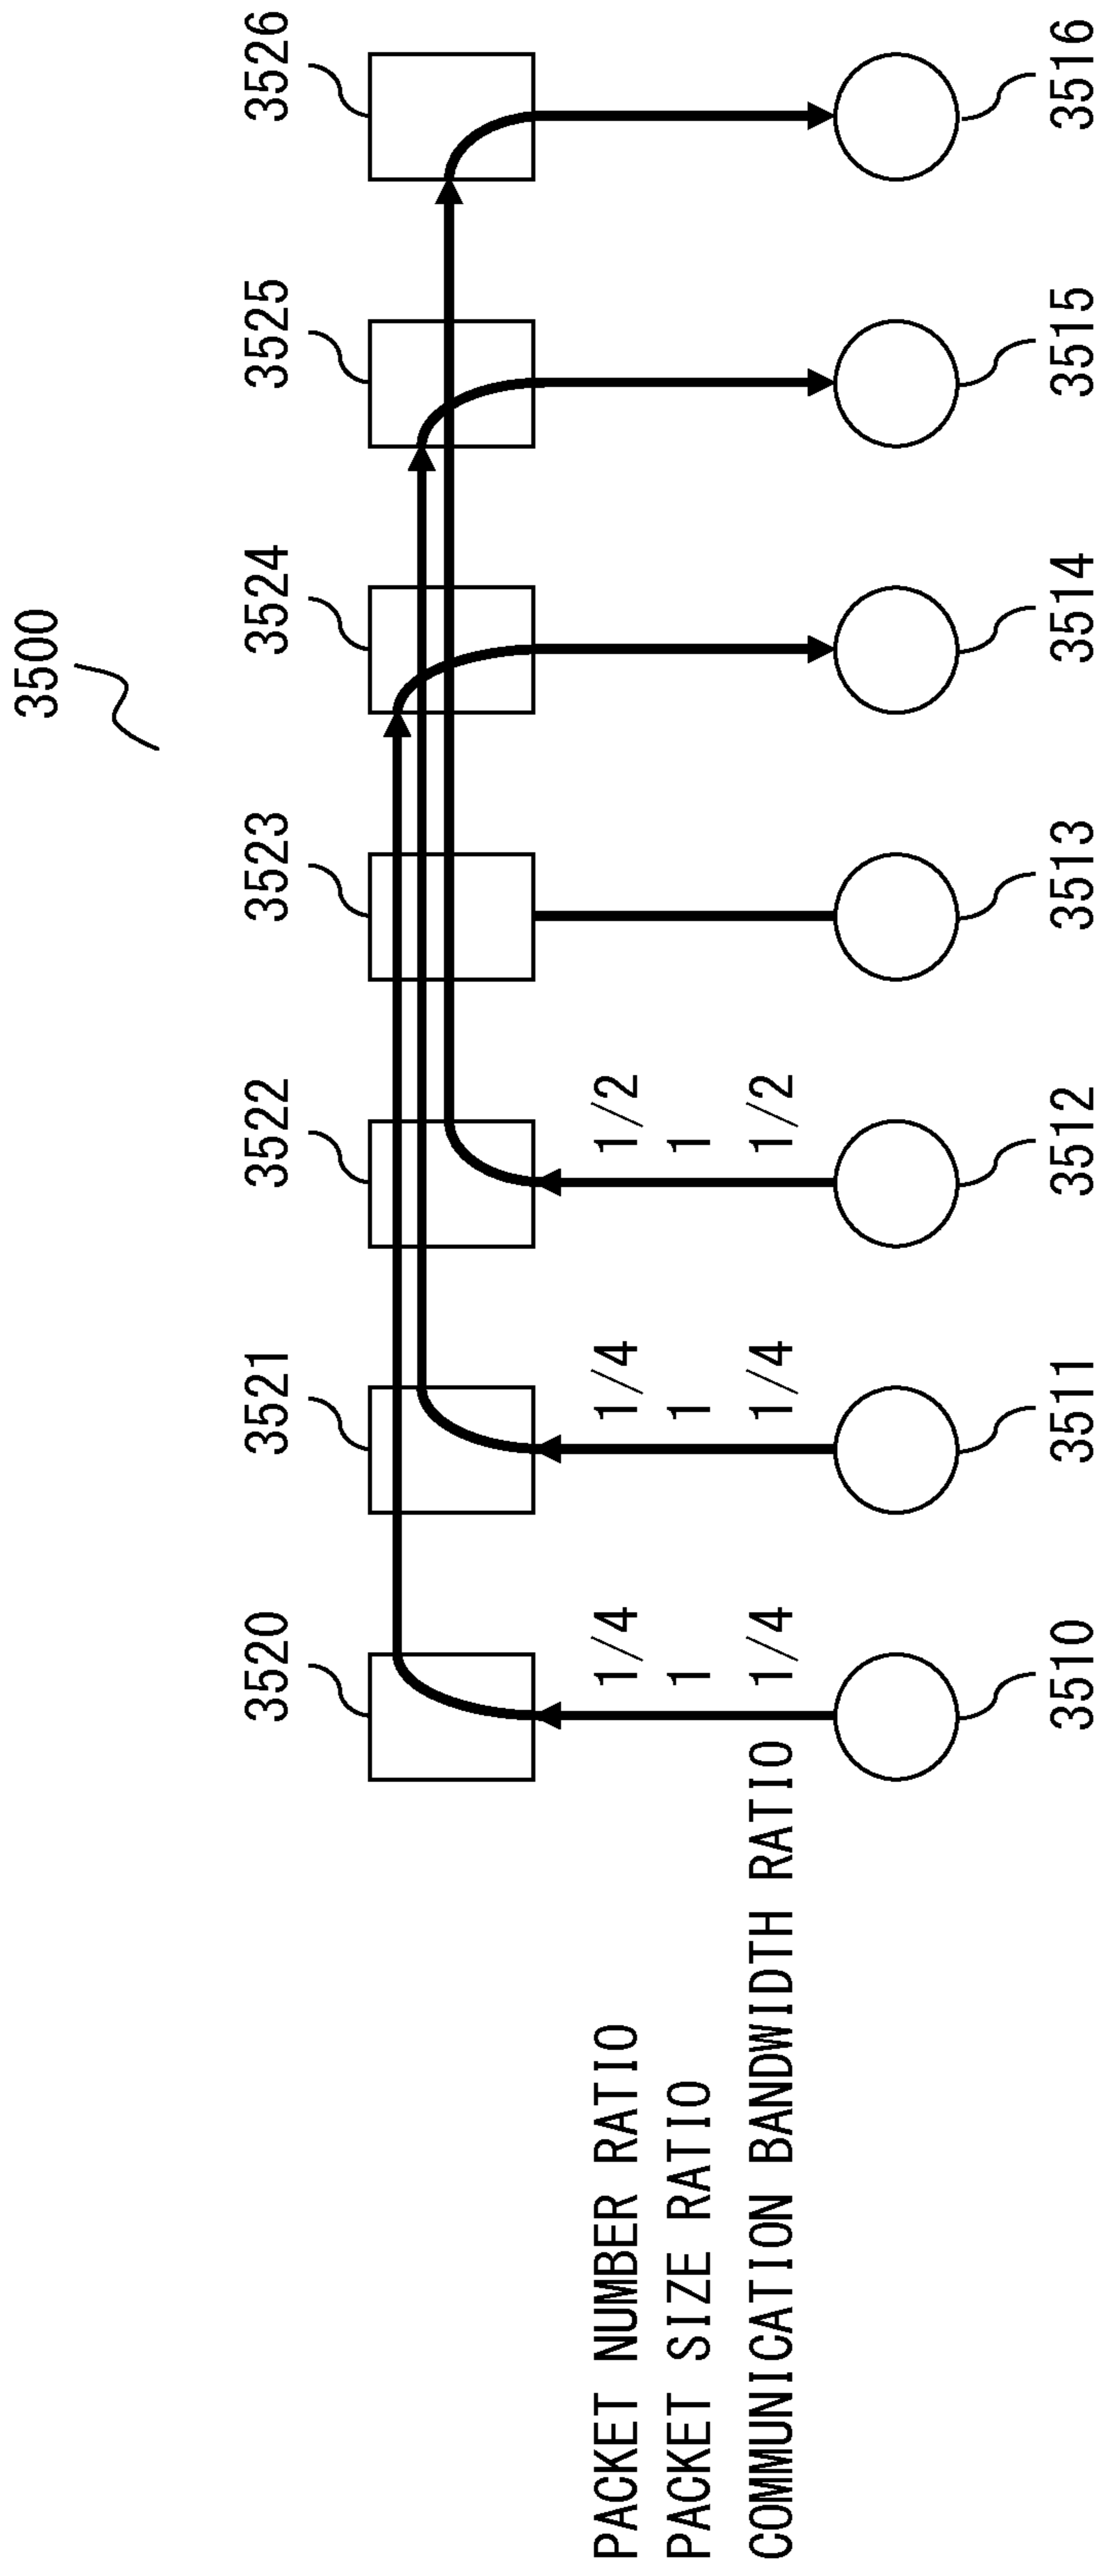 3500
3520 3521 3522 3523 3524 3525 3526
PACKET NUMBER RATIO 1/4 1/4 1/2
PACKET SIZE RATIO 1 1 1
COMMUNICATION BANDWIDTH RATIO 1/4 1/4 1/2
3510 3511 3512 3513 3514 3515 3516